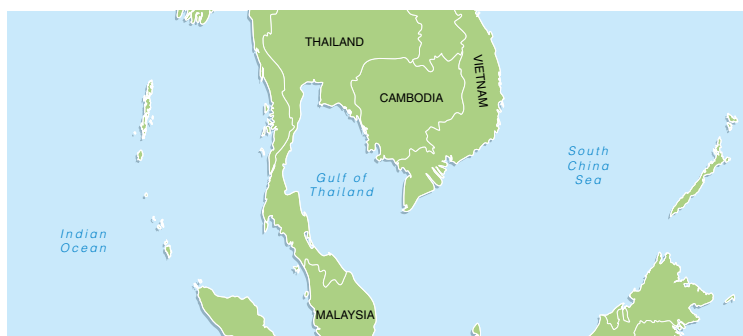 THAILAND
VIETNAM
CAMBODIA
South
China
Sea
Gulf of
Thailand
Indian
Ocean
MALAYSIA